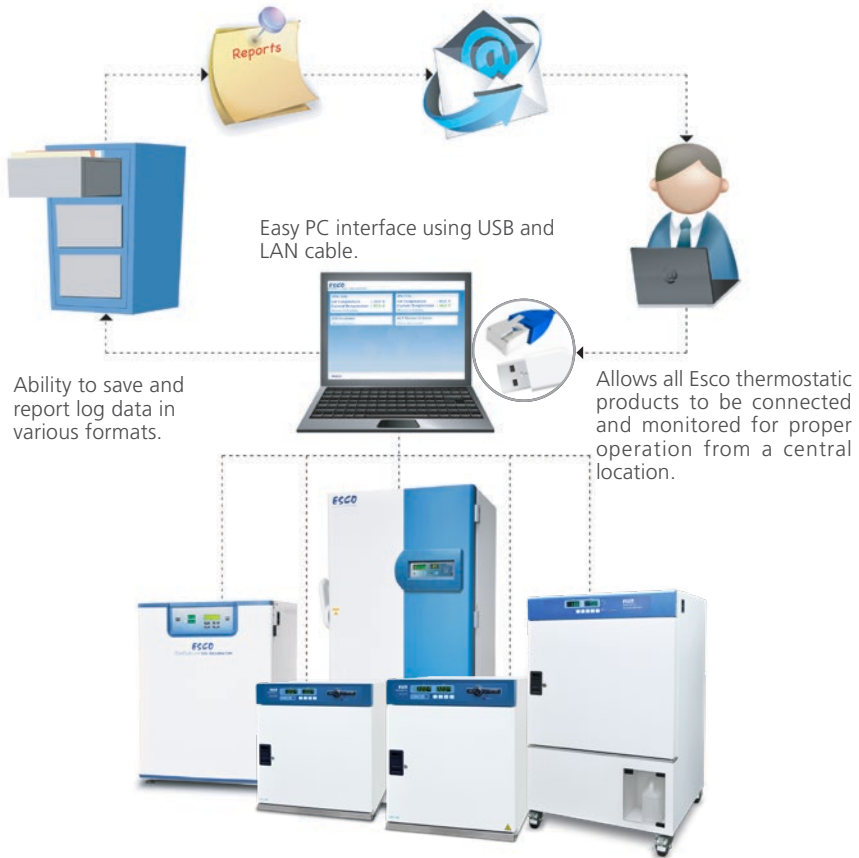 Reports
@
Easy PC interface using USB and
LAN cable.
ESCO
@
Ability to save and
report log data in
various formats.
Allows all Esco thermostatic
products to be connected
and monitored for proper
operation from a central
location.
ESCO
ESCO